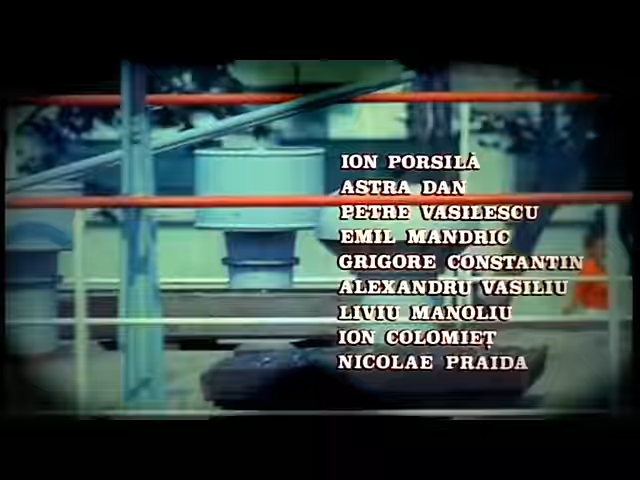 ION PORSILĂ
ASTRA DAN
PETRE VASILESCU
EMIL MANDRIC
GRIGORE CONSTANTIN
ALEXANDRU VASILIU
LIVIU MANOLIU
ION COLOMIEȚ
NICOLAE PRAIDA